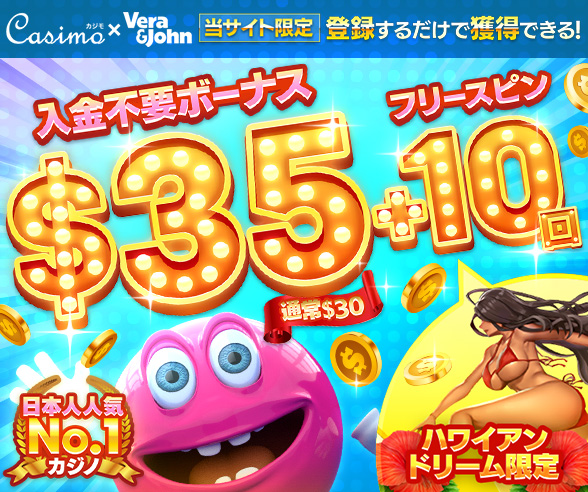 Casimo カジモ × Vera&John 当サイト限定 登録するだけで獲得できる!
入金不要ボーナス
フリースピン
$35+10回
通常$30
日本人人気
No.1
カジノ
ハワイアン
ドリーム限定